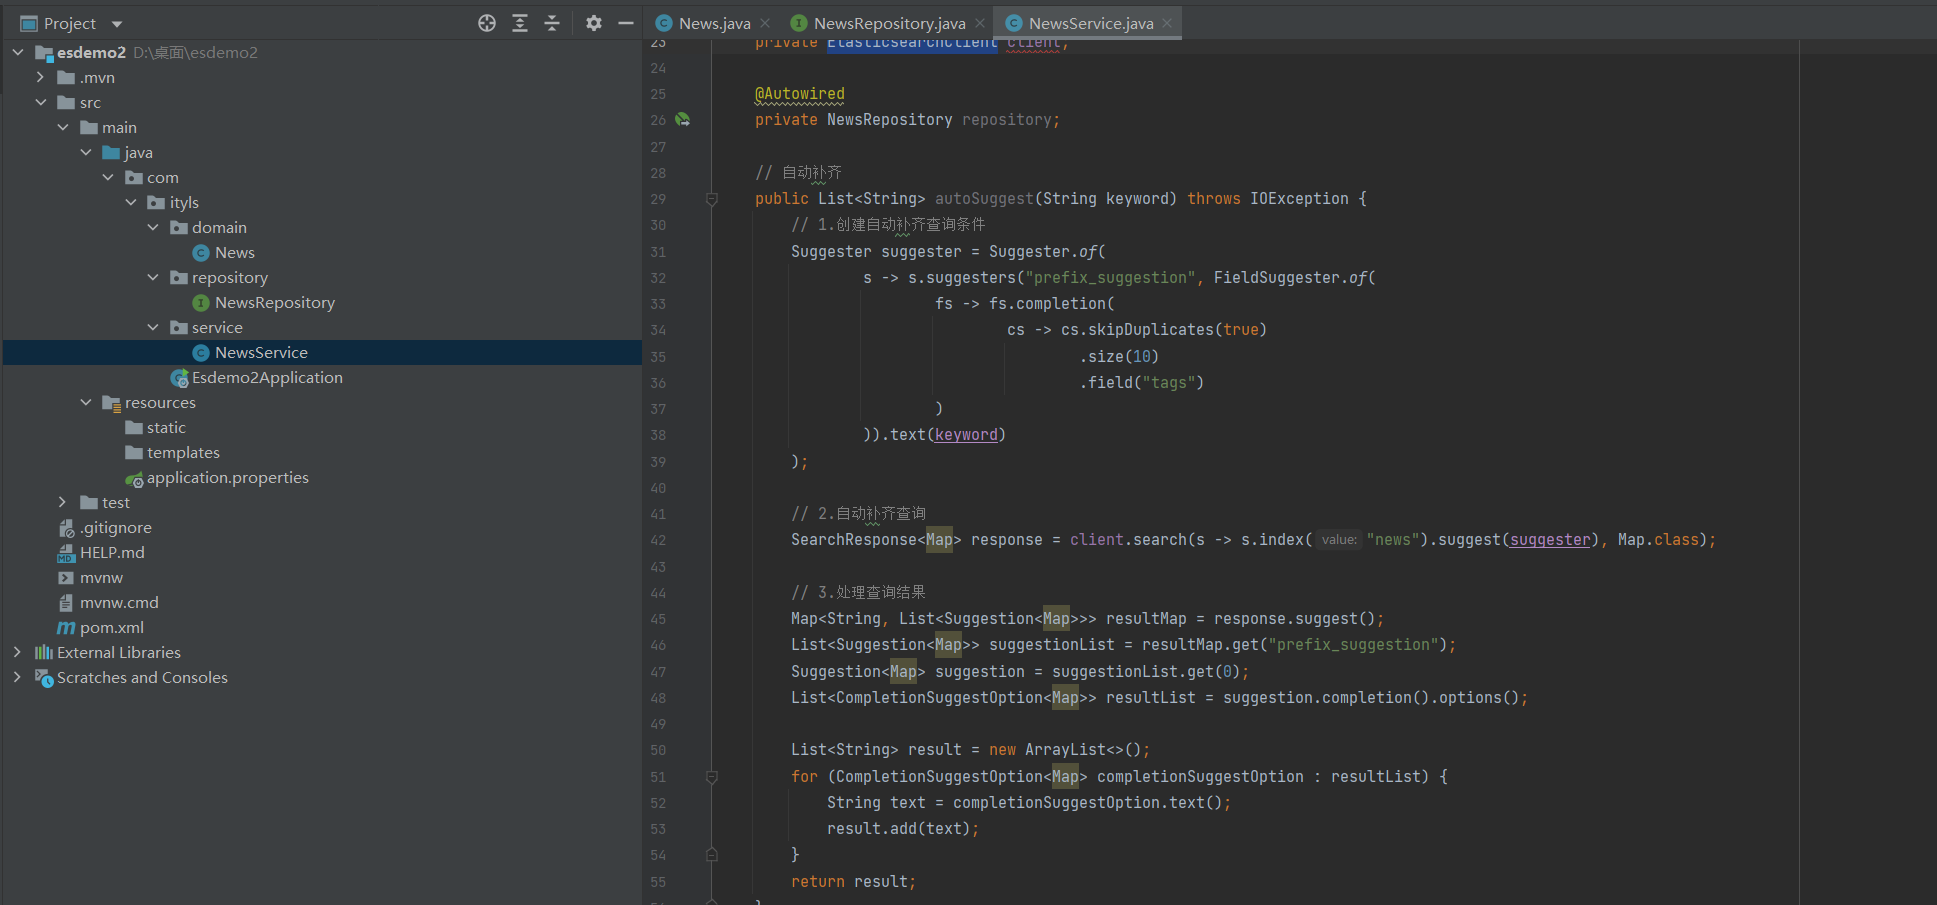 Project
News.java
NewsRepository.java
NewsService.java
esdemo2 D:\桌面\esdemo2
.mvn
src
main
java
com
ityls
domain
News
repository
NewsRepository
service
NewsService
Esdemo2Application
resources
static
templates
application.properties
test
.gitignore
HELP.md
mvnw
mvnw.cmd
pom.xml
External Libraries
Scratches and Consoles
23 private ElasticsearchClient client;
24
25 @Autowired
26 private NewsRepository repository;
27
28 // 自动补齐
29 public List<String> autoSuggest(String keyword) throws IOException {
30 // 1.创建自动补齐查询条件
31 Suggester suggester = Suggester.of(
32 s -> s.suggesters("prefix_suggestion", FieldSuggester.of(
33 fs -> fs.completion(
34 cs -> cs.skipDuplicates(true)
35 .size(10)
36 .field("tags")
37 )
38 )).text(keyword)
39 );
40
41 // 2.自动补齐查询
42 SearchResponse<Map> response = client.search(s -> s.index( value: "news").suggest(suggester), Map.class);
43
44 // 3.处理查询结果
45 Map<String, List<Suggestion<Map>>> resultMap = response.suggest();
46 List<Suggestion<Map>> suggestionList = resultMap.get("prefix_suggestion");
47 Suggestion<Map> suggestion = suggestionList.get(0);
48 List<CompletionSuggestOption<Map>> resultList = suggestion.completion().options();
49
50 List<String> result = new ArrayList<>();
51 for (CompletionSuggestOption<Map> completionSuggestOption : resultList) {
52 String text = completionSuggestOption.text();
53 result.add(text);
54 }
55 return result;